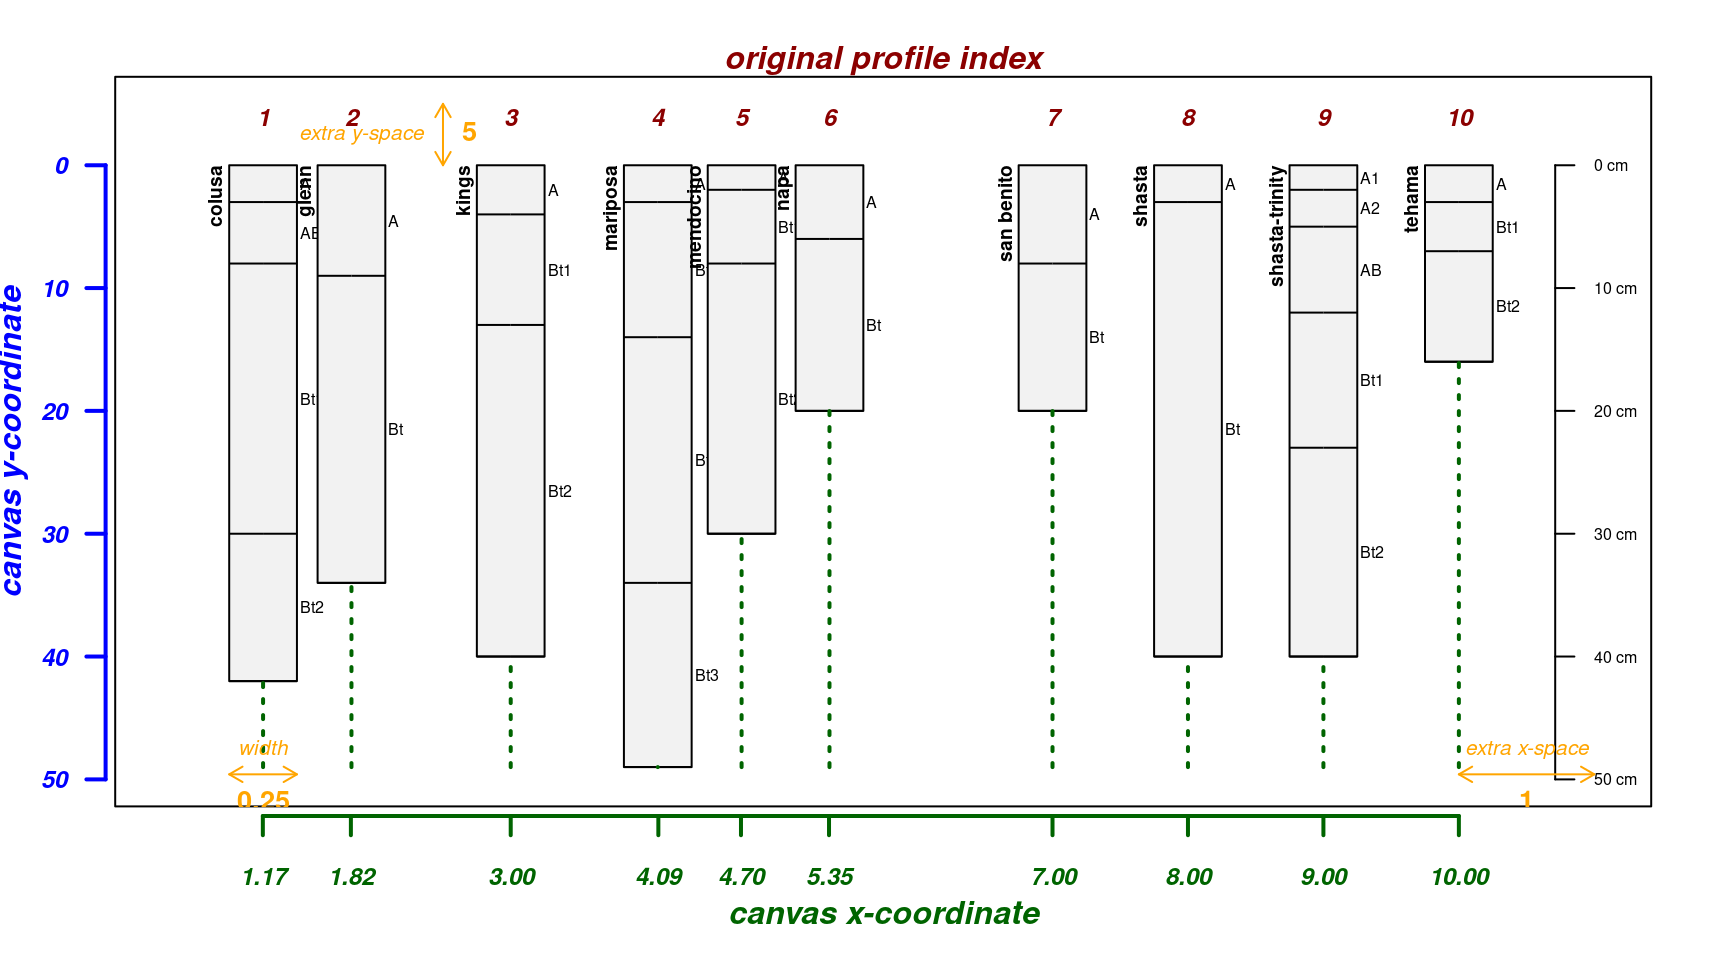 original profile index
1 2 3 4 5 6 7 8 9 10
extra y-space 5
canvas y-coordinate
0
10
20
30
40
50
colusa
Bt2
glenn
A
Bt
kings
A
Bt1
Bt2
mariposa
Bt3
mendocino
napa
A
Bt
san benito
A
Bt
shasta
A
Bt
shasta-trinity
A1
A2
AB
Bt1
Bt2
tehama
A
Bt1
Bt2
0 cm
10 cm
20 cm
30 cm
40 cm
50 cm
width
0.25
extra x-space
1
1.17 1.82 3.00 4.09 4.70 5.35 7.00 8.00 9.00 10.00
canvas x-coordinate